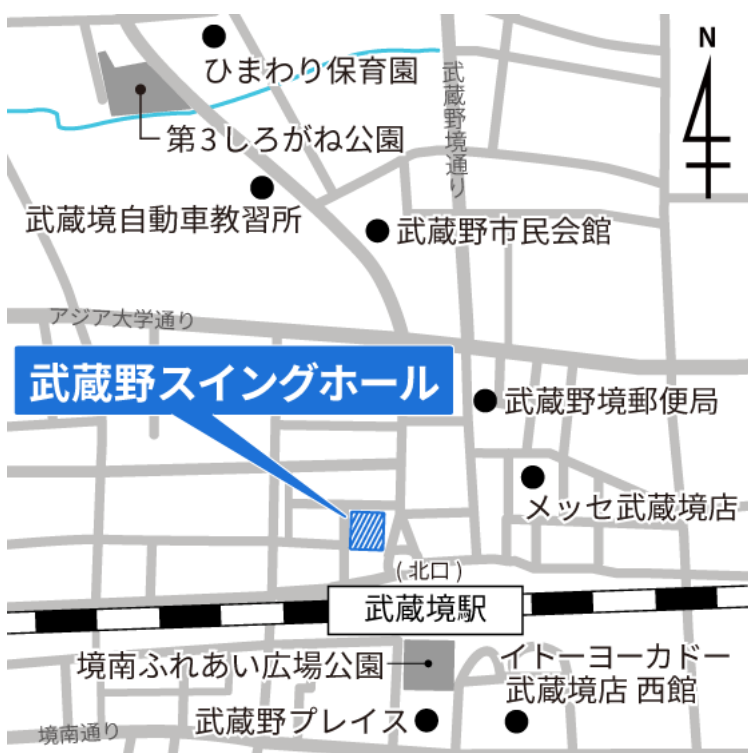 N
ひまわり保育園
武蔵野境通り
第3しろがね公園
武蔵境自動車教習所
武蔵野市民会館
アジア大学通り
武蔵野スイングホール
武蔵野境郵便局
メッセ武蔵境店
(北口)
武蔵境駅
境南ふれあい広場公園
イトーヨーカドー
武蔵境店 西館
武蔵野プレイス
境南通り